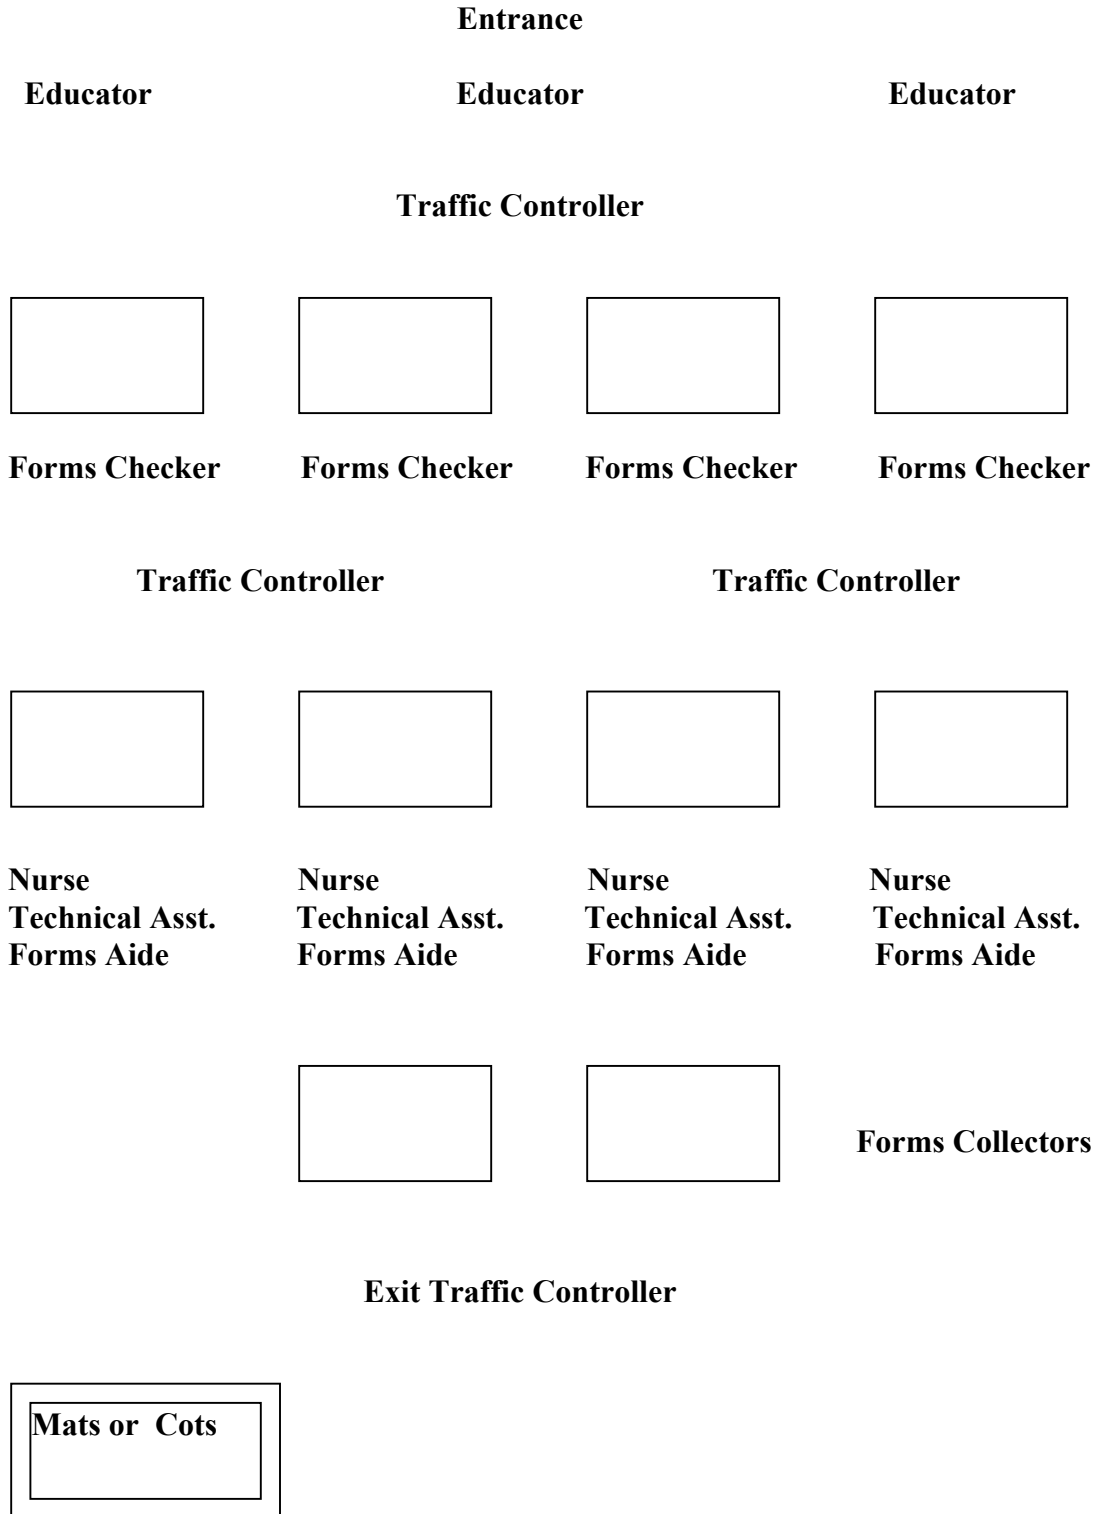 Entrance
Educator Educator Educator
Traffic Controller
Forms Checker Forms Checker Forms Checker Forms Checker
Traffic Controller Traffic Controller
Nurse Nurse Nurse Nurse
Technical Asst. Technical Asst. Technical Asst. Technical Asst.
Forms Aide Forms Aide Forms Aide Forms Aide
Forms Collectors
Exit Traffic Controller
Mats or Cots